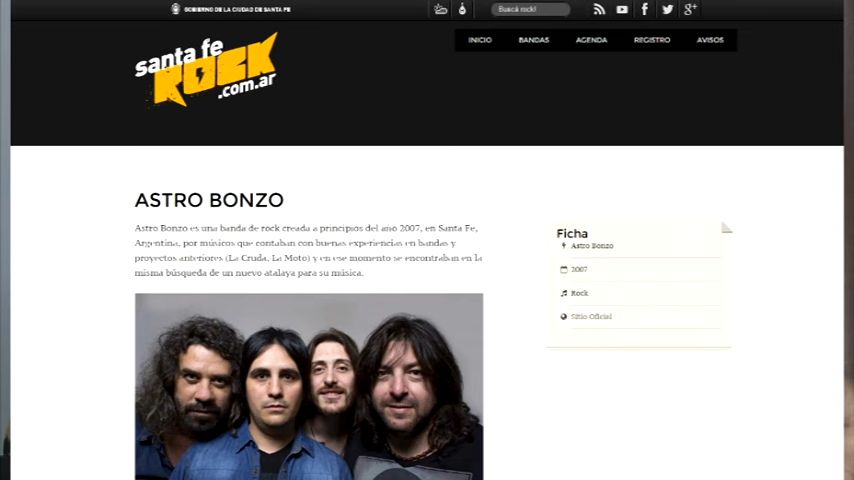 GOBIERNO DE LA CIUDAD DE SANTA FE
Buscá rock!
santa fe
ROCK
.com.ar
INICIO BANDAS AGENDA REGISTRO AVISOS
ASTRO BONZO
Astro Bonzo es una banda de rock creada a principios del año 2007, en Santa Fe,
Argentina, por músicos que contaban con buenas experiencias en bandas y
proyectos anteriores (La Cruda, La Moto) y en ese momento se encontraban en la
misma búsqueda de un nuevo atalaya para su música.
Ficha
Astro Bonzo
2007
Rock
Sitio Oficial